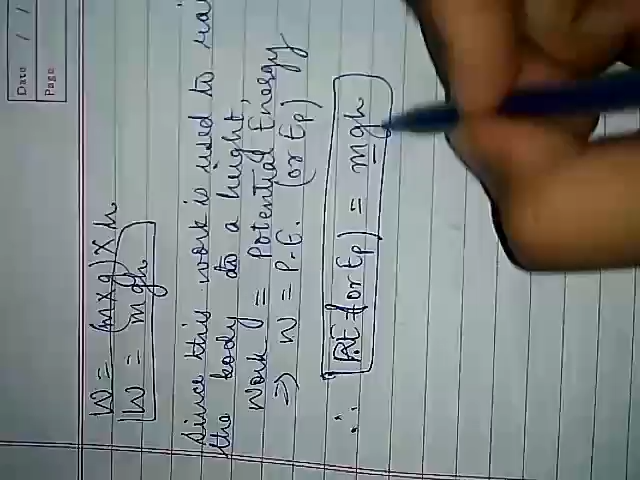 Date / /
Page
W = (m×g) × h
W = mgh
Since this work is used to
the body to a height,
Work = Potential Energy
⇒ W = P.E. (or Ep)
∴ P.E (or Ep) = mgh